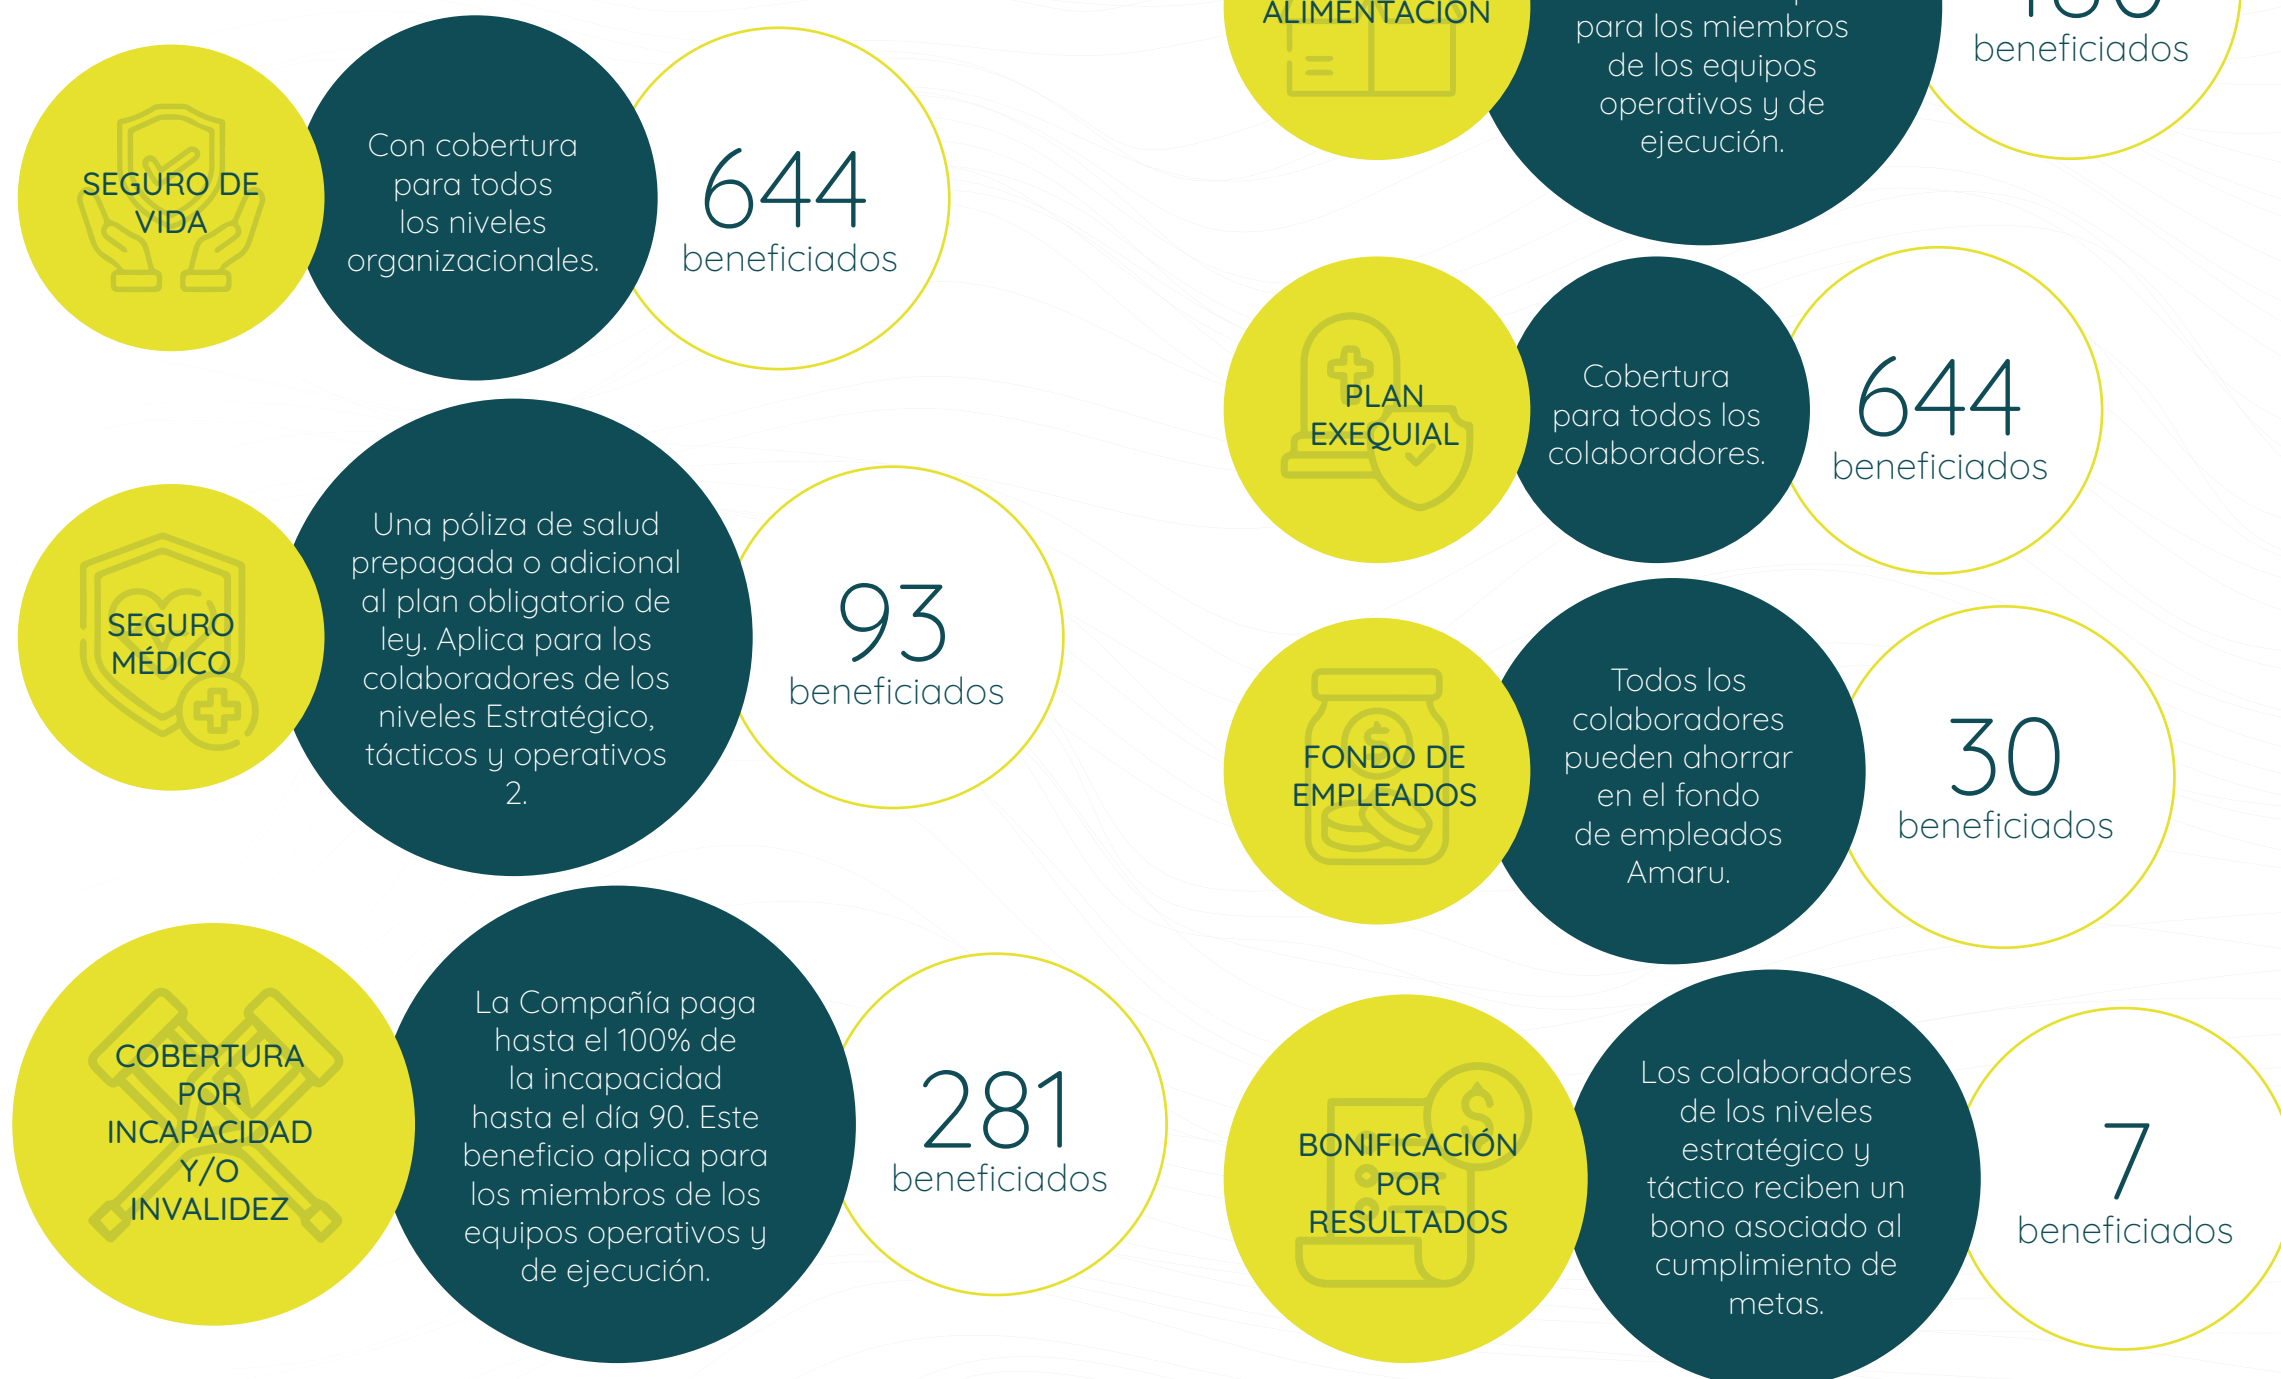 SEGURO DE
VIDA
Con cobertura
para todos
los niveles
organizacionales.
644
beneficiados
SEGURO
MÉDICO
Una póliza de salud
prepagada o adicional
al plan obligatorio de
ley. Aplica para los
colaboradores de los
niveles Estratégico,
tácticos y operativos
2.
93
beneficiados
COBERTURA
POR
INCAPACIDAD
Y/O
INVALIDEZ
La Compañía paga
hasta el 100% de
la incapacidad
hasta el día 90. Este
beneficio aplica para
los miembros de los
equipos operativos y
de ejecución.
281
beneficiados
ALIMENTACIÓN
para los miembros
de los equipos
operativos y de
ejecución.
beneficiados
PLAN
EXEQUIAL
Cobertura
para todos los
colaboradores.
644
beneficiados
FONDO DE
EMPLEADOS
Todos los
colaboradores
pueden ahorrar
en el fondo
de empleados
Amaru.
30
beneficiados
BONIFICACIÓN
POR
RESULTADOS
Los colaboradores
de los niveles
estratégico y
táctico reciben un
bono asociado al
cumplimiento de
metas.
7
beneficiados